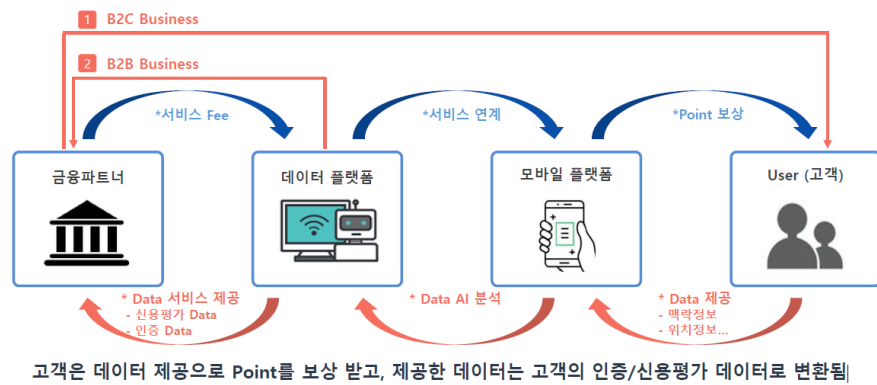 1 B2C Business
2 B2B Business
*서비스 Fee
*서비스 연계
*Point 보상
금융파트너
데이터 플랫폼
모바일 플랫폼
User (고객)
* Data 서비스 제공
- 신용평가 Data
- 인증 Data
* Data AI 분석
* Data 제공
- 맥락정보
- 위치정보...
고객은 데이터 제공으로 Point를 보상 받고, 제공한 데이터는 고객의 인증/신용평가 데이터로 변환됨